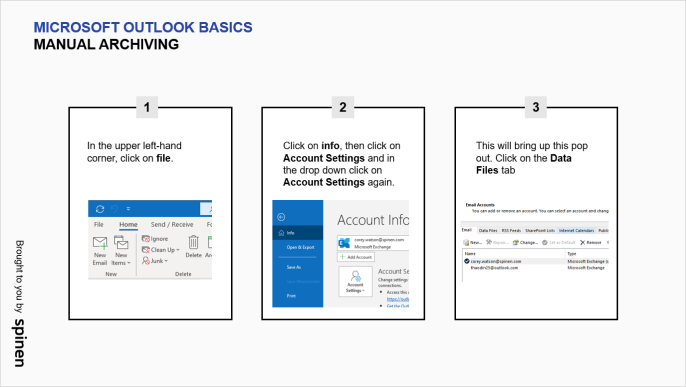 MICROSOFT OUTLOOK BASICS
MANUAL ARCHIVING
1
In the upper left-hand
corner, click on file.
File Home Send / Receive Fo
New New
Email Items
Ignore
Clean Up
Junk
Delete Ar
New Delete
2
Click on info, then click on
Account Settings and in
the drop down click on
Account Settings again.
Info
Open & Export
Save As
Print
Account Info
corey.watson@spinen.com
Microsoft Exchange
+ Add Account
Account
Settings
Account Se
Change settings
connections.
Access this
https://outl
Get the Outl
3
This will bring up this pop
out. Click on the Data
Files tab
Email Accounts
You can add or remove an account. You can select an account and chang
Email Data Files RSS Feeds SharePoint Lists Internet Calendars Publi
New... Repair... Change... Set as Default Remove
Name Type
corey.watson@spinen.com Microsoft Exchange (s
Microsoft Exchange
Brought to you by spinen